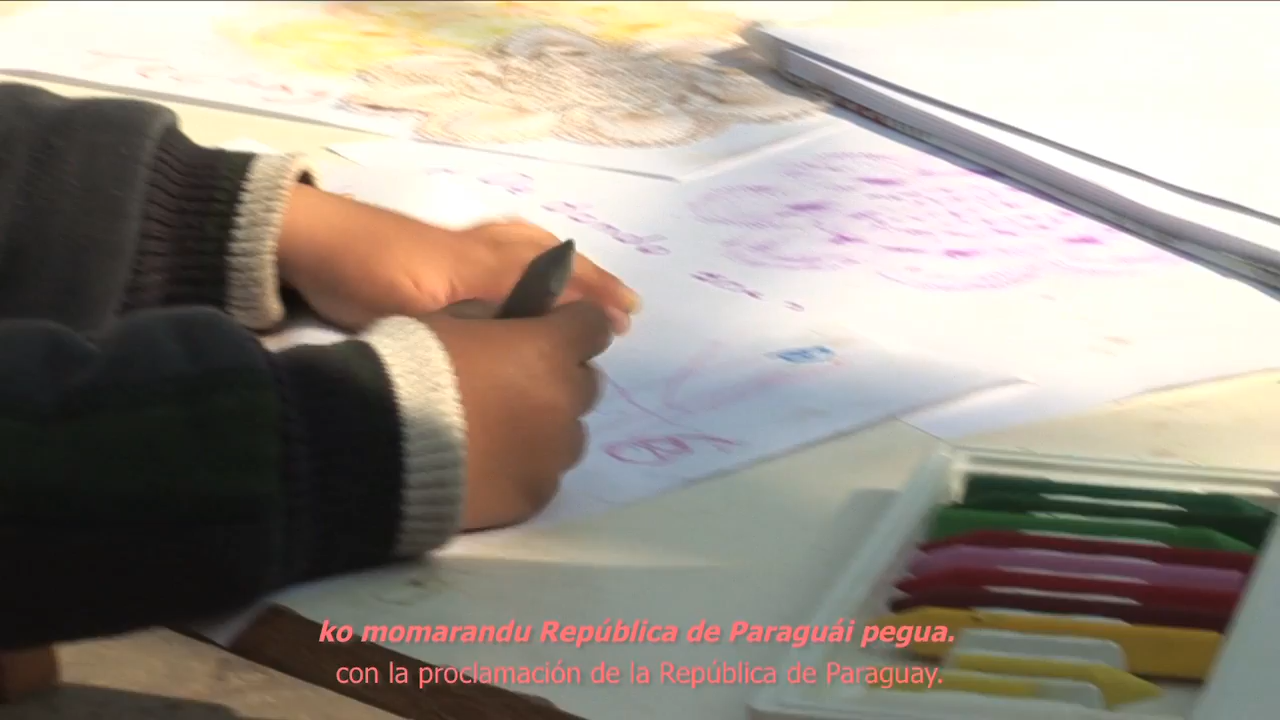 ko momarandu República de Paraguái pegua.
con la proclamación de la República de Paraguay.